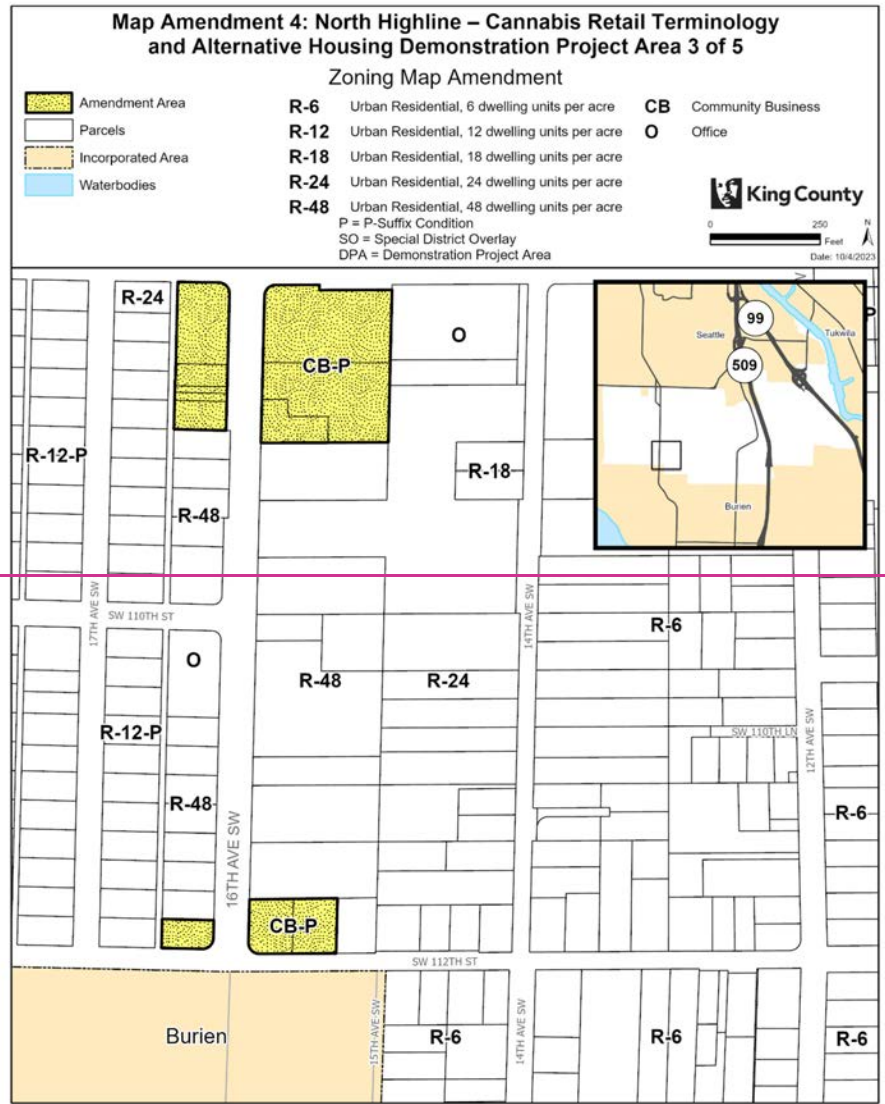 Map Amendment 4: North Highline – Cannabis Retail Terminology
and Alternative Housing Demonstration Project Area 3 of 5
Zoning Map Amendment
Amendment Area
Parcels
Incorporated Area
Waterbodies
R-6 Urban Residential, 6 dwelling units per acre
R-12 Urban Residential, 12 dwelling units per acre
R-18 Urban Residential, 18 dwelling units per acre
R-24 Urban Residential, 24 dwelling units per acre
R-48 Urban Residential, 48 dwelling units per acre
P = P-Suffix Condition
SO = Special District Overlay
DPA = Demonstration Project Area
CB Community Business
O Office
King County
0 250
Feet
N
Date: 10/4/2023
R-24
CB-P
O
99
Seattle
Tukwila
509
Burien
P
R-12-P
R-18
R-48
17TH AVE SW
SW 110TH ST
14TH AVE SW
R-6
O
R-48
R-24
R-12-P
SW 110TH LN
12TH AVE SW
R-48
R-6
16TH AVE SW
CB-P
SW 112TH ST
Burien
15TH AVE SW
R-6
14TH AVE SW
R-6
R-6